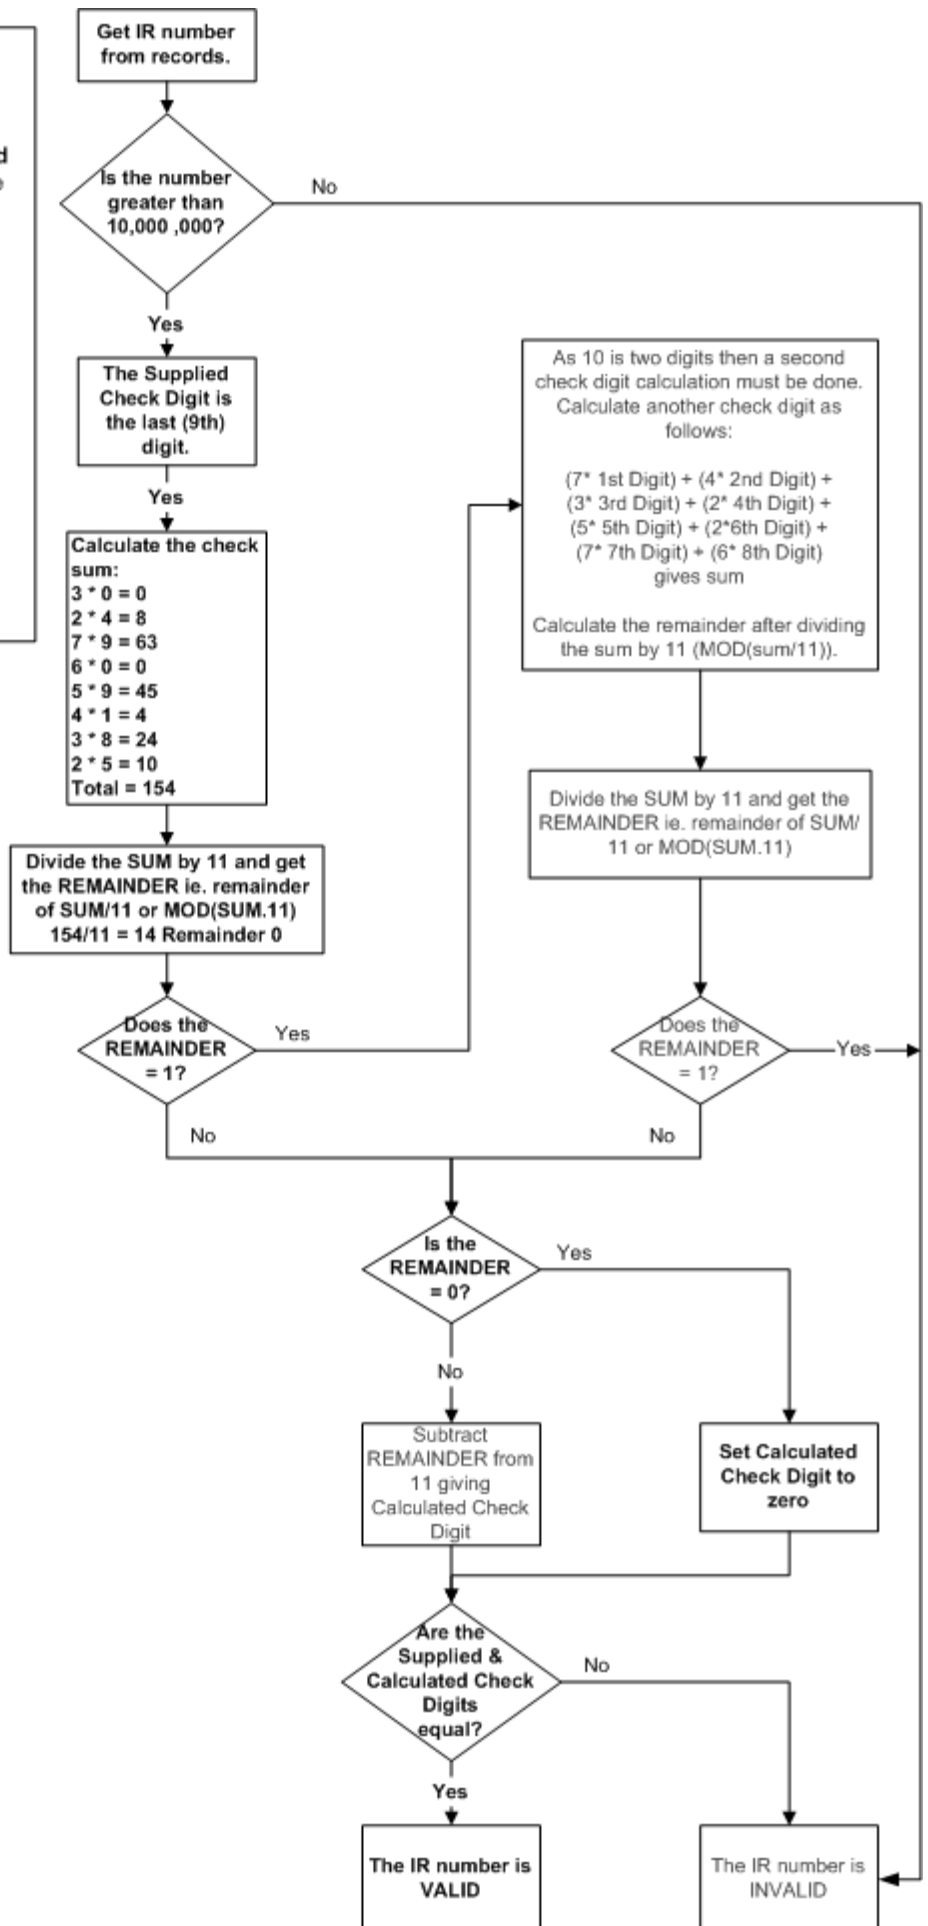 Get IR number
from records.
Is the number
greater than
10,000 ,000?
No
Yes
The Supplied
Check Digit is
the last (9th)
digit.
Yes
Calculate the check
sum:
3 * 0 = 0
2 * 4 = 8
7 * 9 = 63
6 * 0 = 0
5 * 9 = 45
4 * 1 = 4
3 * 8 = 24
2 * 5 = 10
Total = 154
Divide the SUM by 11 and get
the REMAINDER ie. remainder
of SUM/11 or MOD(SUM.11)
154/11 = 14 Remainder 0
Does the
REMAINDER
= 1?
Yes
No
As 10 is two digits then a second
check digit calculation must be done.
Calculate another check digit as
follows:
(7* 1st Digit) + (4* 2nd Digit) +
(3* 3rd Digit) + (2* 4th Digit) +
(5* 5th Digit) + (2*6th Digit) +
(7* 7th Digit) + (6* 8th Digit)
gives sum
Calculate the remainder after dividing
the sum by 11 (MOD(sum/11)).
Divide the SUM by 11 and get the
REMAINDER ie. remainder of SUM/
11 or MOD(SUM.11)
Does the
REMAINDER
= 1?
Yes
No
Is the
REMAINDER
= 0?
Yes
No
Subtract
REMAINDER from
11 giving
Calculated Check
Digit
Set Calculated
Check Digit to
zero
Are the
Supplied &
Calculated Check
Digits
equal?
No
Yes
The IR number is
VALID
The IR number is
INVALID